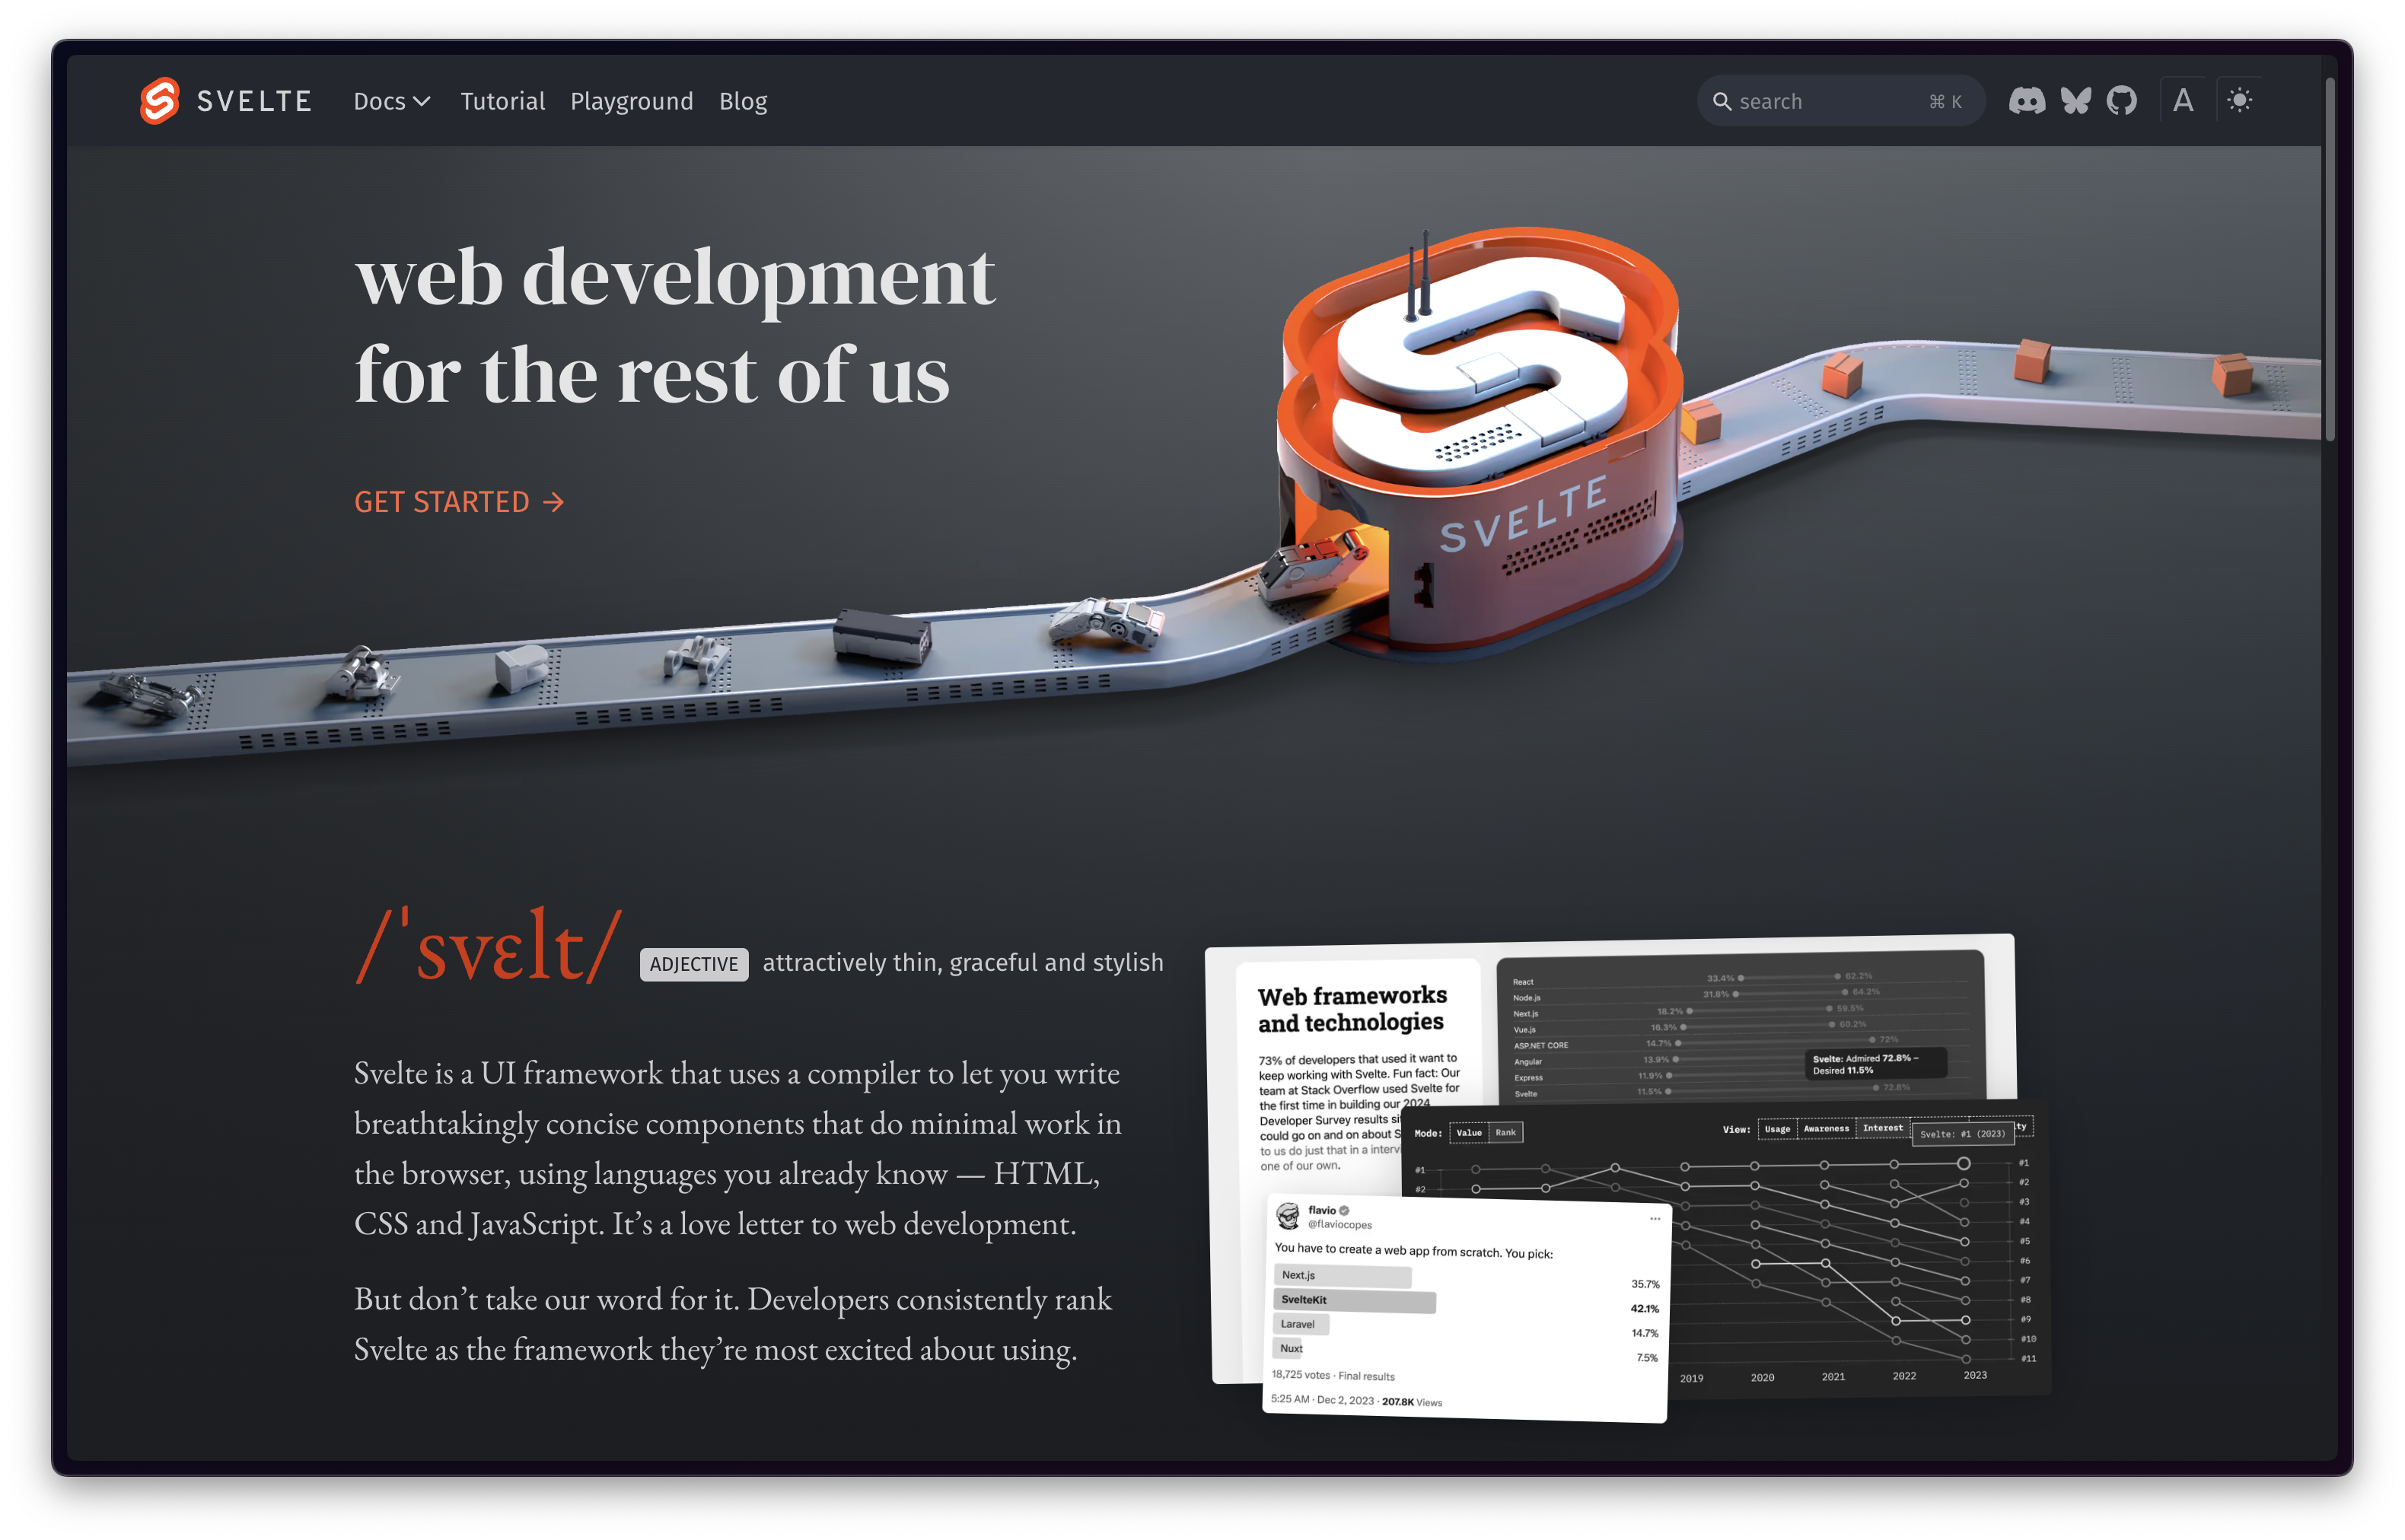 SVELTE
Docs
Tutorial
Playground
Blog
search
⌘ K
A
web development
for the rest of us
GET STARTED →
SVELTE
/ˈsvɛlt/
ADJECTIVE
attractively thin, graceful and stylish
Svelte is a UI framework that uses a compiler to let you write
breathtakingly concise components that do minimal work in
the browser, using languages you already know — HTML,
CSS and JavaScript. It’s a love letter to web development.
But don’t take our word for it. Developers consistently rank
Svelte as the framework they’re most excited about using.
Web frameworks
and technologies
73% of developers that used it want to
keep working with Svelte. Fun fact: Our
team at Stack Overflow used Svelte for
the first time in building our 2024
Developer Survey results si
could go on and on about S
to us do just that in a interv
one of our own.
React 33.4% 62.2%
Node.js 31.8% 64.2%
Next.js 18.2% 59.5%
Vue.js 16.3% 60.2%
ASP.NET CORE 14.7% 72%
Angular 13.9%
Express 11.9%
Svelte 11.5% 72.8%
Svelte: Admired 72.8% –
Desired 11.5%
Mode: Value Rank
View: Usage Awareness Interest ty
Svelte: #1 (2023)
#1 #1
#2 #2
#3
#4
#5
#6
#7
#8
#9
#10
#11
2019 2020 2021 2022 2023
flavio
@flaviocopes
You have to create a web app from scratch. You pick:
Next.js 35.7%
SvelteKit 42.1%
Laravel 14.7%
Nuxt 7.5%
18,725 votes · Final results
5:25 AM · Dec 2, 2023 · 207.8K Views